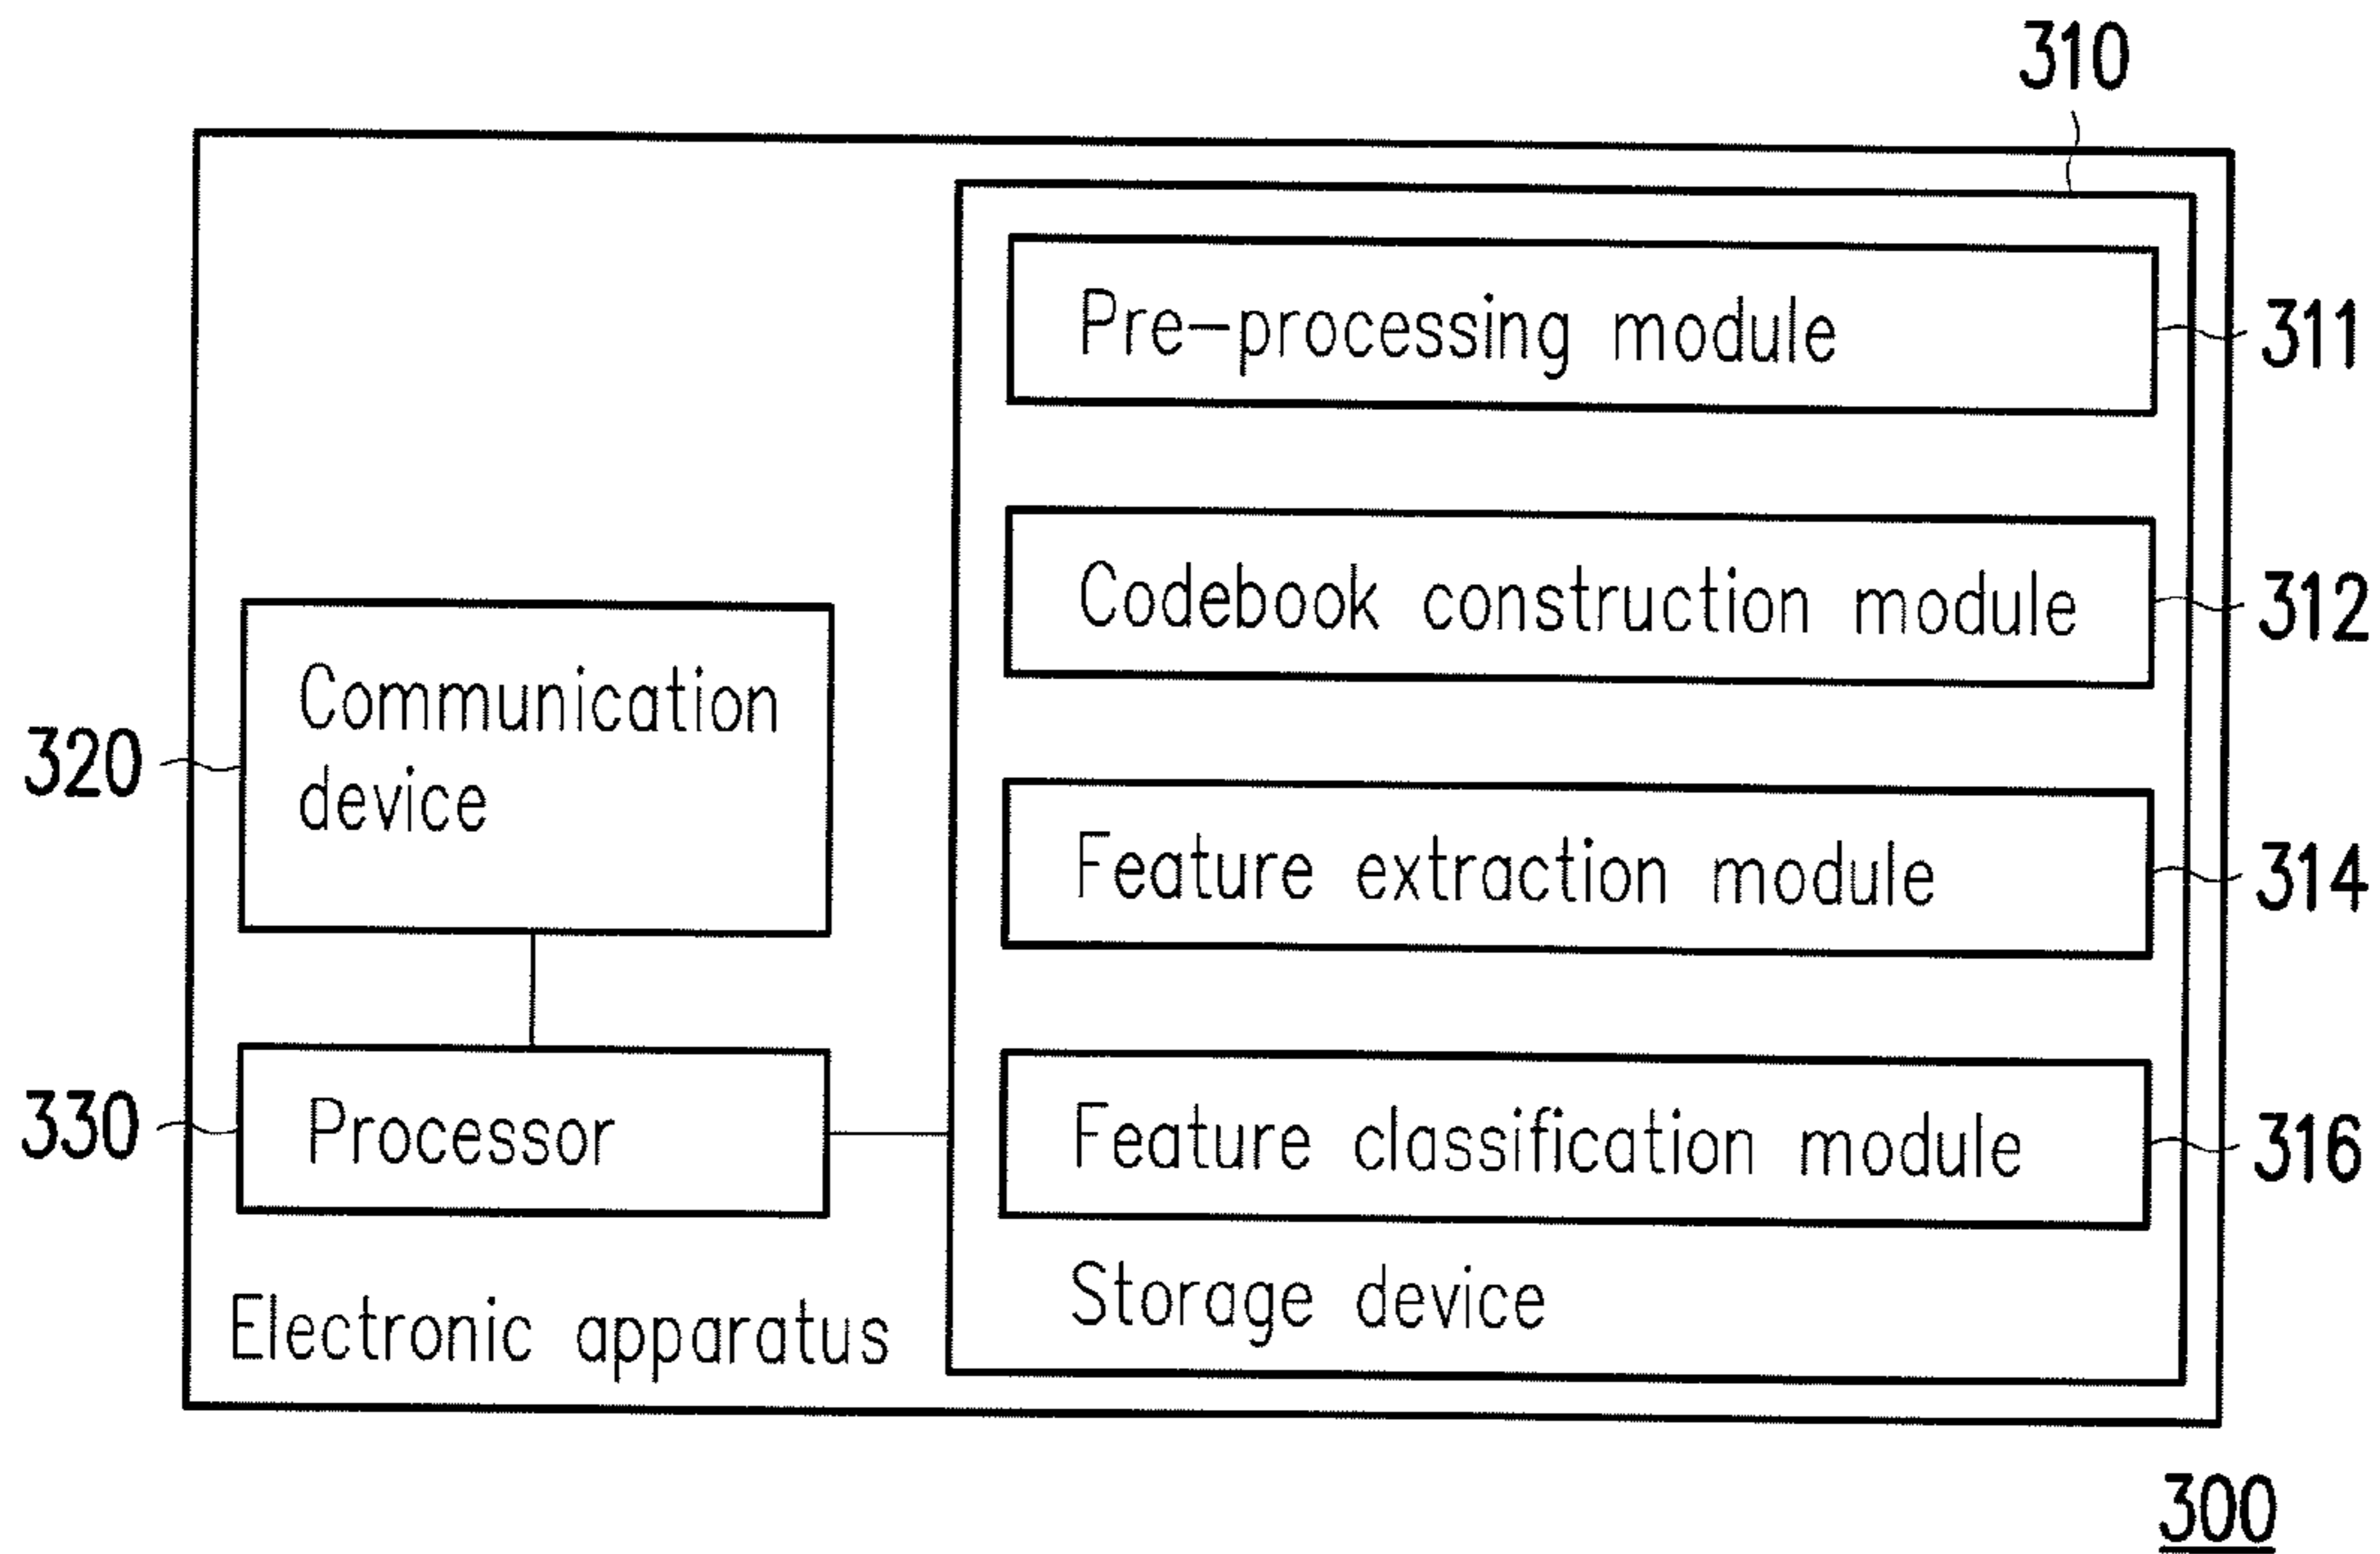 310
Pre-processing module
311
Codebook construction module
312
Communication
device
320
Feature extraction module
314
Processor
330
Feature classification module
316
Storage device
Electronic apparatus
300